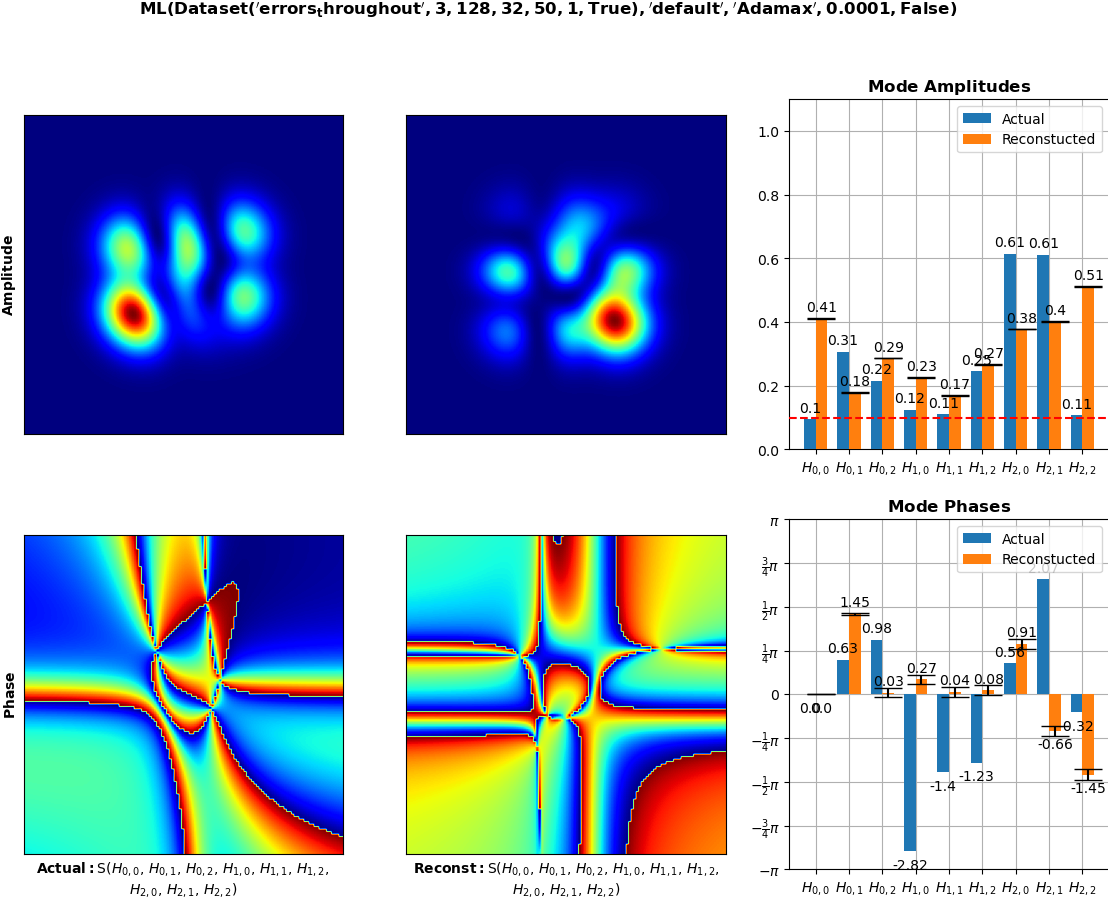 ML(Dataset('errors_throughout', 3, 128, 32, 50, 1, True), 'default', 'Adamax', 0.0001, False)
Amplitude
Mode Amplitudes
Actual
Reconstucted
1.0
0.8
0.6
0.4
0.2
0.0
0.1
0.41
0.31
0.18
0.22
0.29
0.12
0.23
0.11
0.17
0.25
0.27
0.61
0.38
0.61
0.4
0.11
0.51
H0,0 H0,1 H0,2 H1,0 H1,1 H1,2 H2,0 H2,1 H2,2
Phase
Mode Phases
Actual
Reconstucted
π
3/4π
1/2π
1/4π
0
−1/4π
−1/2π
−3/4π
−π
0.0
0.0
0.63
1.45
0.98
0.03
-2.82
0.27
-1.4
0.04
-1.23
0.08
0.56
0.91
2.07
-0.66
-0.32
-1.45
H0,0 H0,1 H0,2 H1,0 H1,1 H1,2 H2,0 H2,1 H2,2
Actual: S(H0,0, H0,1, H0,2, H1,0, H1,1, H1,2,
H2,0, H2,1, H2,2)
Reconst: S(H0,0, H0,1, H0,2, H1,0, H1,1, H1,2,
H2,0, H2,1, H2,2)